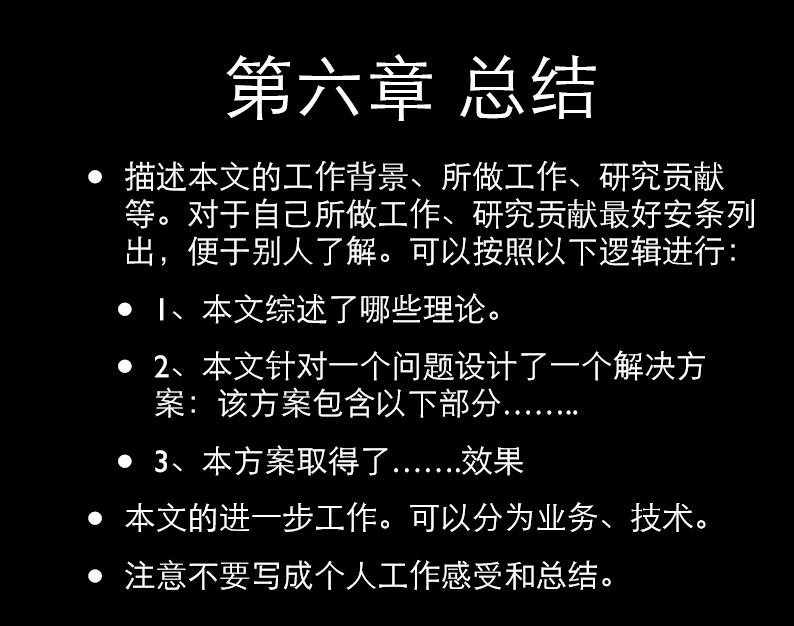 第六章 总结
• 描述本文的工作背景、所做工作、研究贡献
等。对于自己所做工作、研究贡献最好安条列
出，便于别人了解。可以按照以下逻辑进行：
• 1、本文综述了哪些理论。
• 2、本文针对一个问题设计了一个解决方
案：该方案包含以下部分……..
• 3、本方案取得了…….效果
• 本文的进一步工作。可以分为业务、技术。
• 注意不要写成个人工作感受和总结。